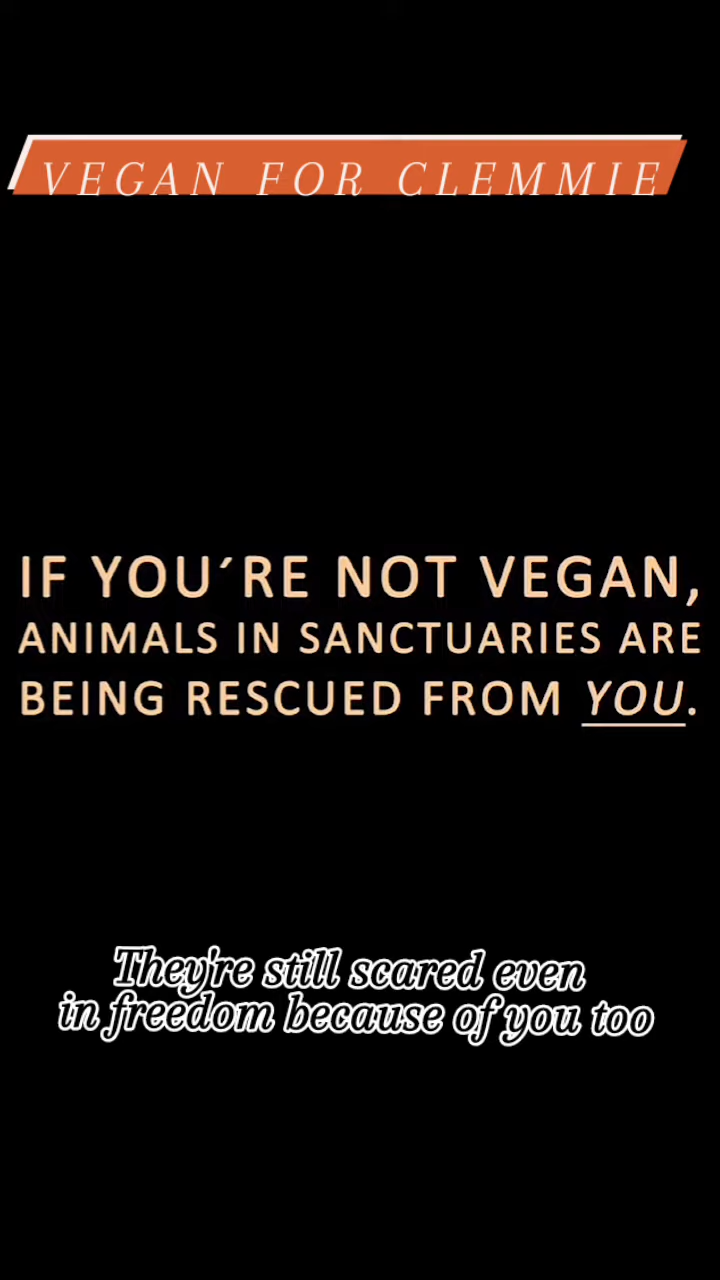 VEGAN FOR CLEMMIE
IF YOU´RE NOT VEGAN,
ANIMALS IN SANCTUARIES ARE
BEING RESCUED FROM YOU.
They're still scared even
in freedom because of you too